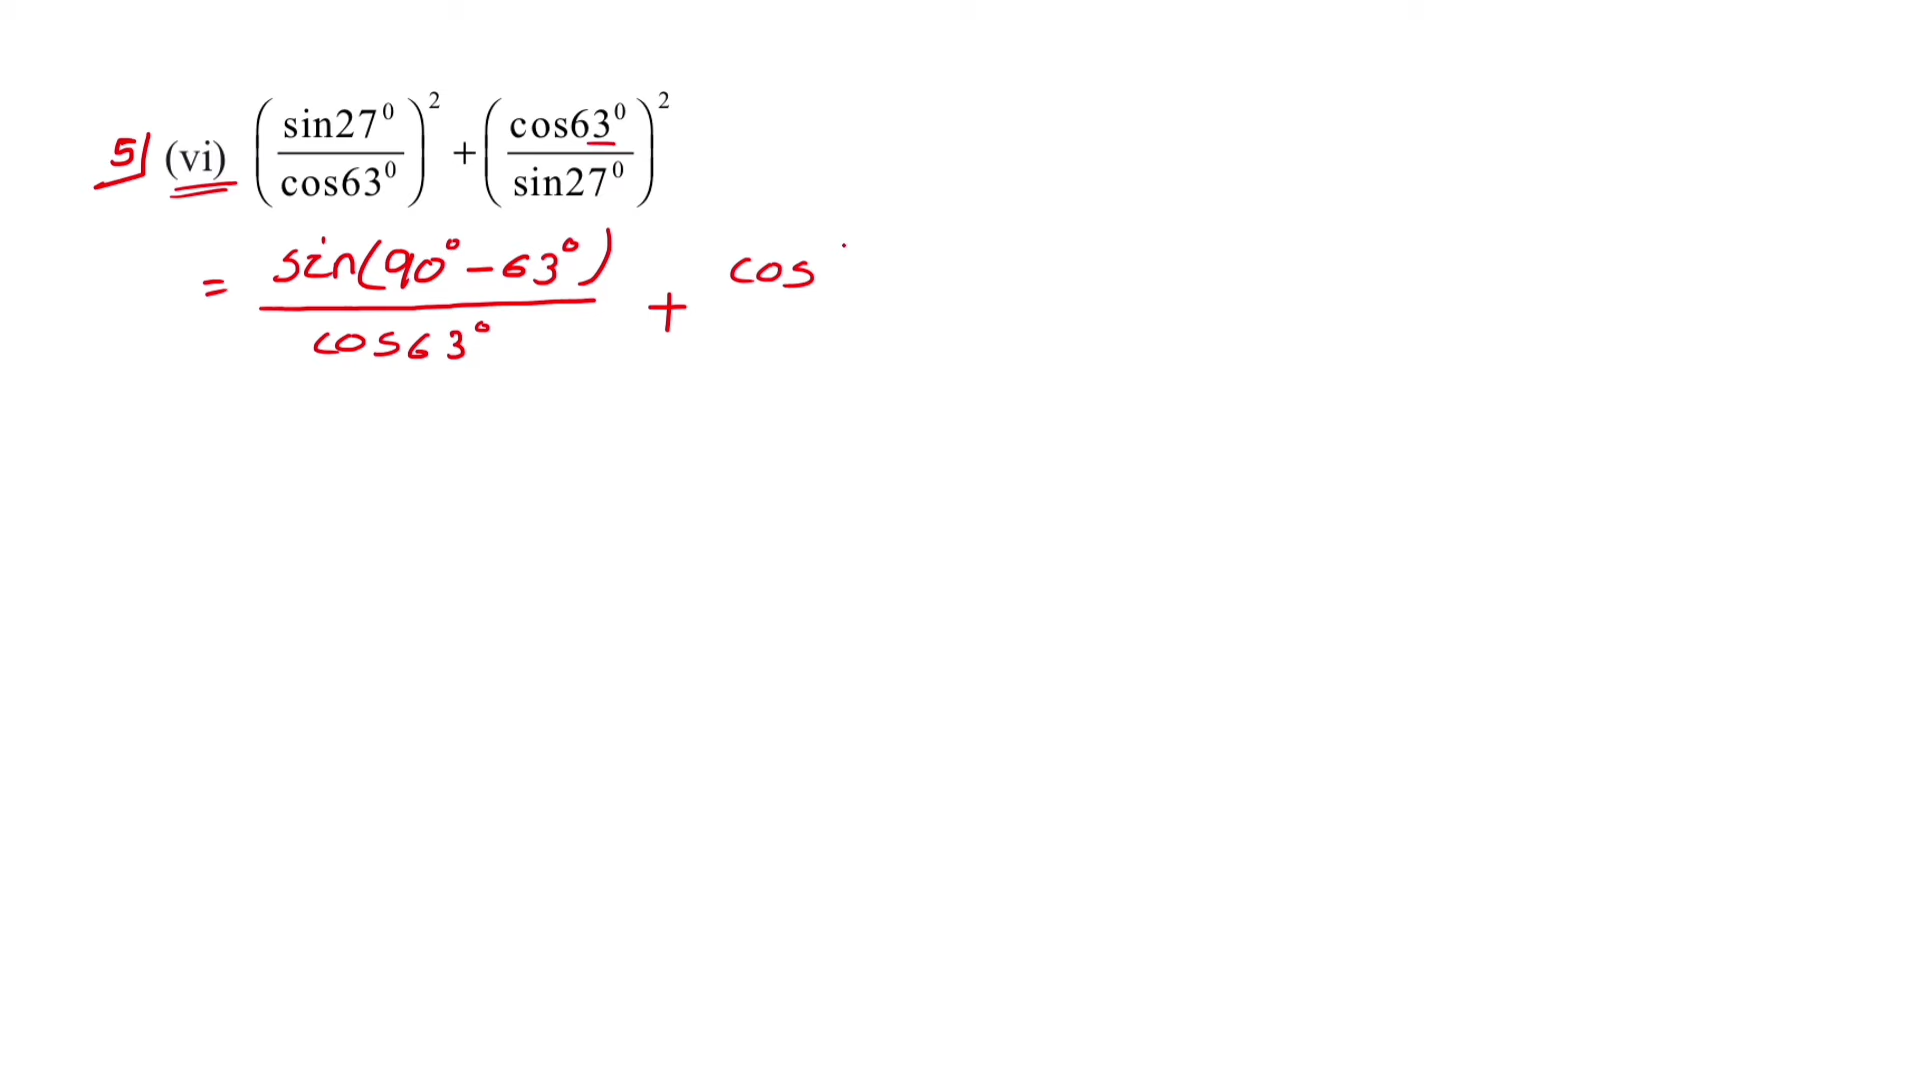 5| (vi) (sin27⁰/cos63⁰)² + (cos63⁰/sin27⁰)²
= sin(90° - 63°)/cos63° + cos